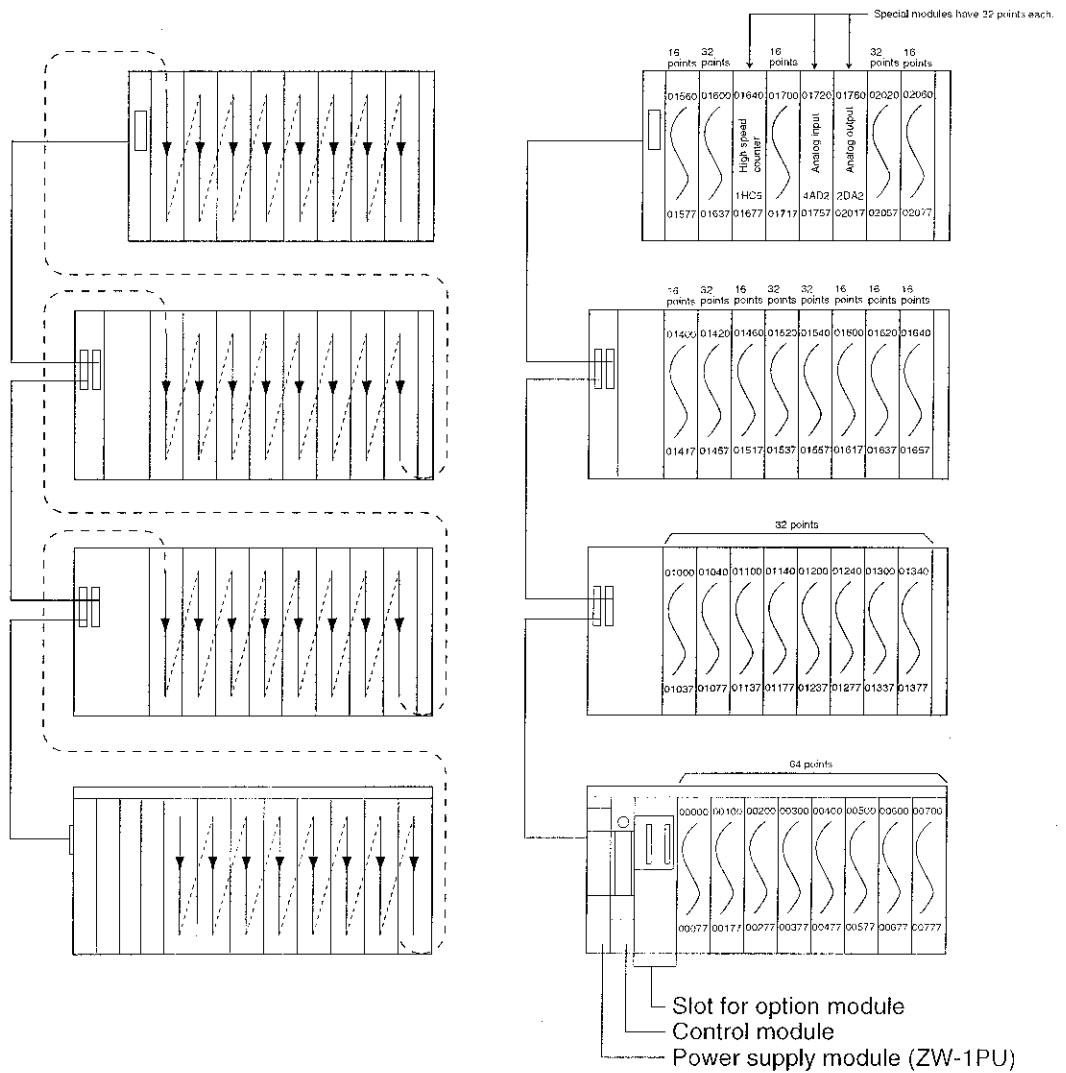 Special modules have 32 points each.
16 points
32 points
16 points
32 points
16 points
01560 01600 01640 01700 01720 01760 02020 02060
High speed counter
Analog input
Analog output
1HC5 4AD2 2DA2
01577 01637 01677 01717 01757 02017 02057 02077
16 points
32 points
16 points
32 points
32 points
16 points
16 points
16 points
01400 01420 01460 01520 01540 01600 01620 01640
01417 01457 01517 01537 01557 01617 01637 01657
32 points
01000 01040 01100 01140 01200 01240 01300 01340
01037 01077 01137 01177 01237 01277 01337 01377
64 points
00000 00100 00200 00300 00400 00500 00600 00700
00077 00177 00277 00377 00477 00577 00677 00777
Slot for option module
Control module
Power supply module (ZW-1PU)